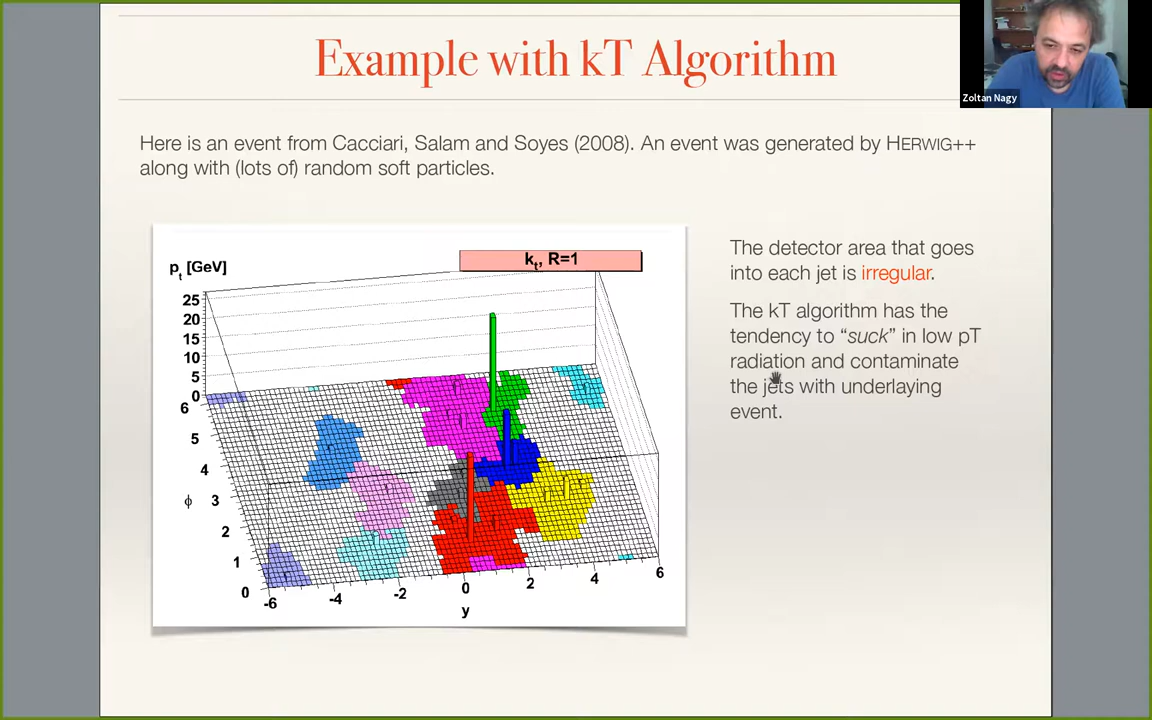 Example with kT Algorithm
Zoltan Nagy
Here is an event from Cacciari, Salam and Soyes (2008). An event was generated by HERWIG++
along with (lots of) random soft particles.
p_t [GeV]
k_t, R=1
25
20
15
10
5
0
6
5
4
ϕ 3
2
1
0
-6
-4
-2
0
2
4
6
y
The detector area that goes
into each jet is irregular.
The kT algorithm has the
tendency to “suck” in low pT
radiation and contaminate
the jets with underlaying
event.